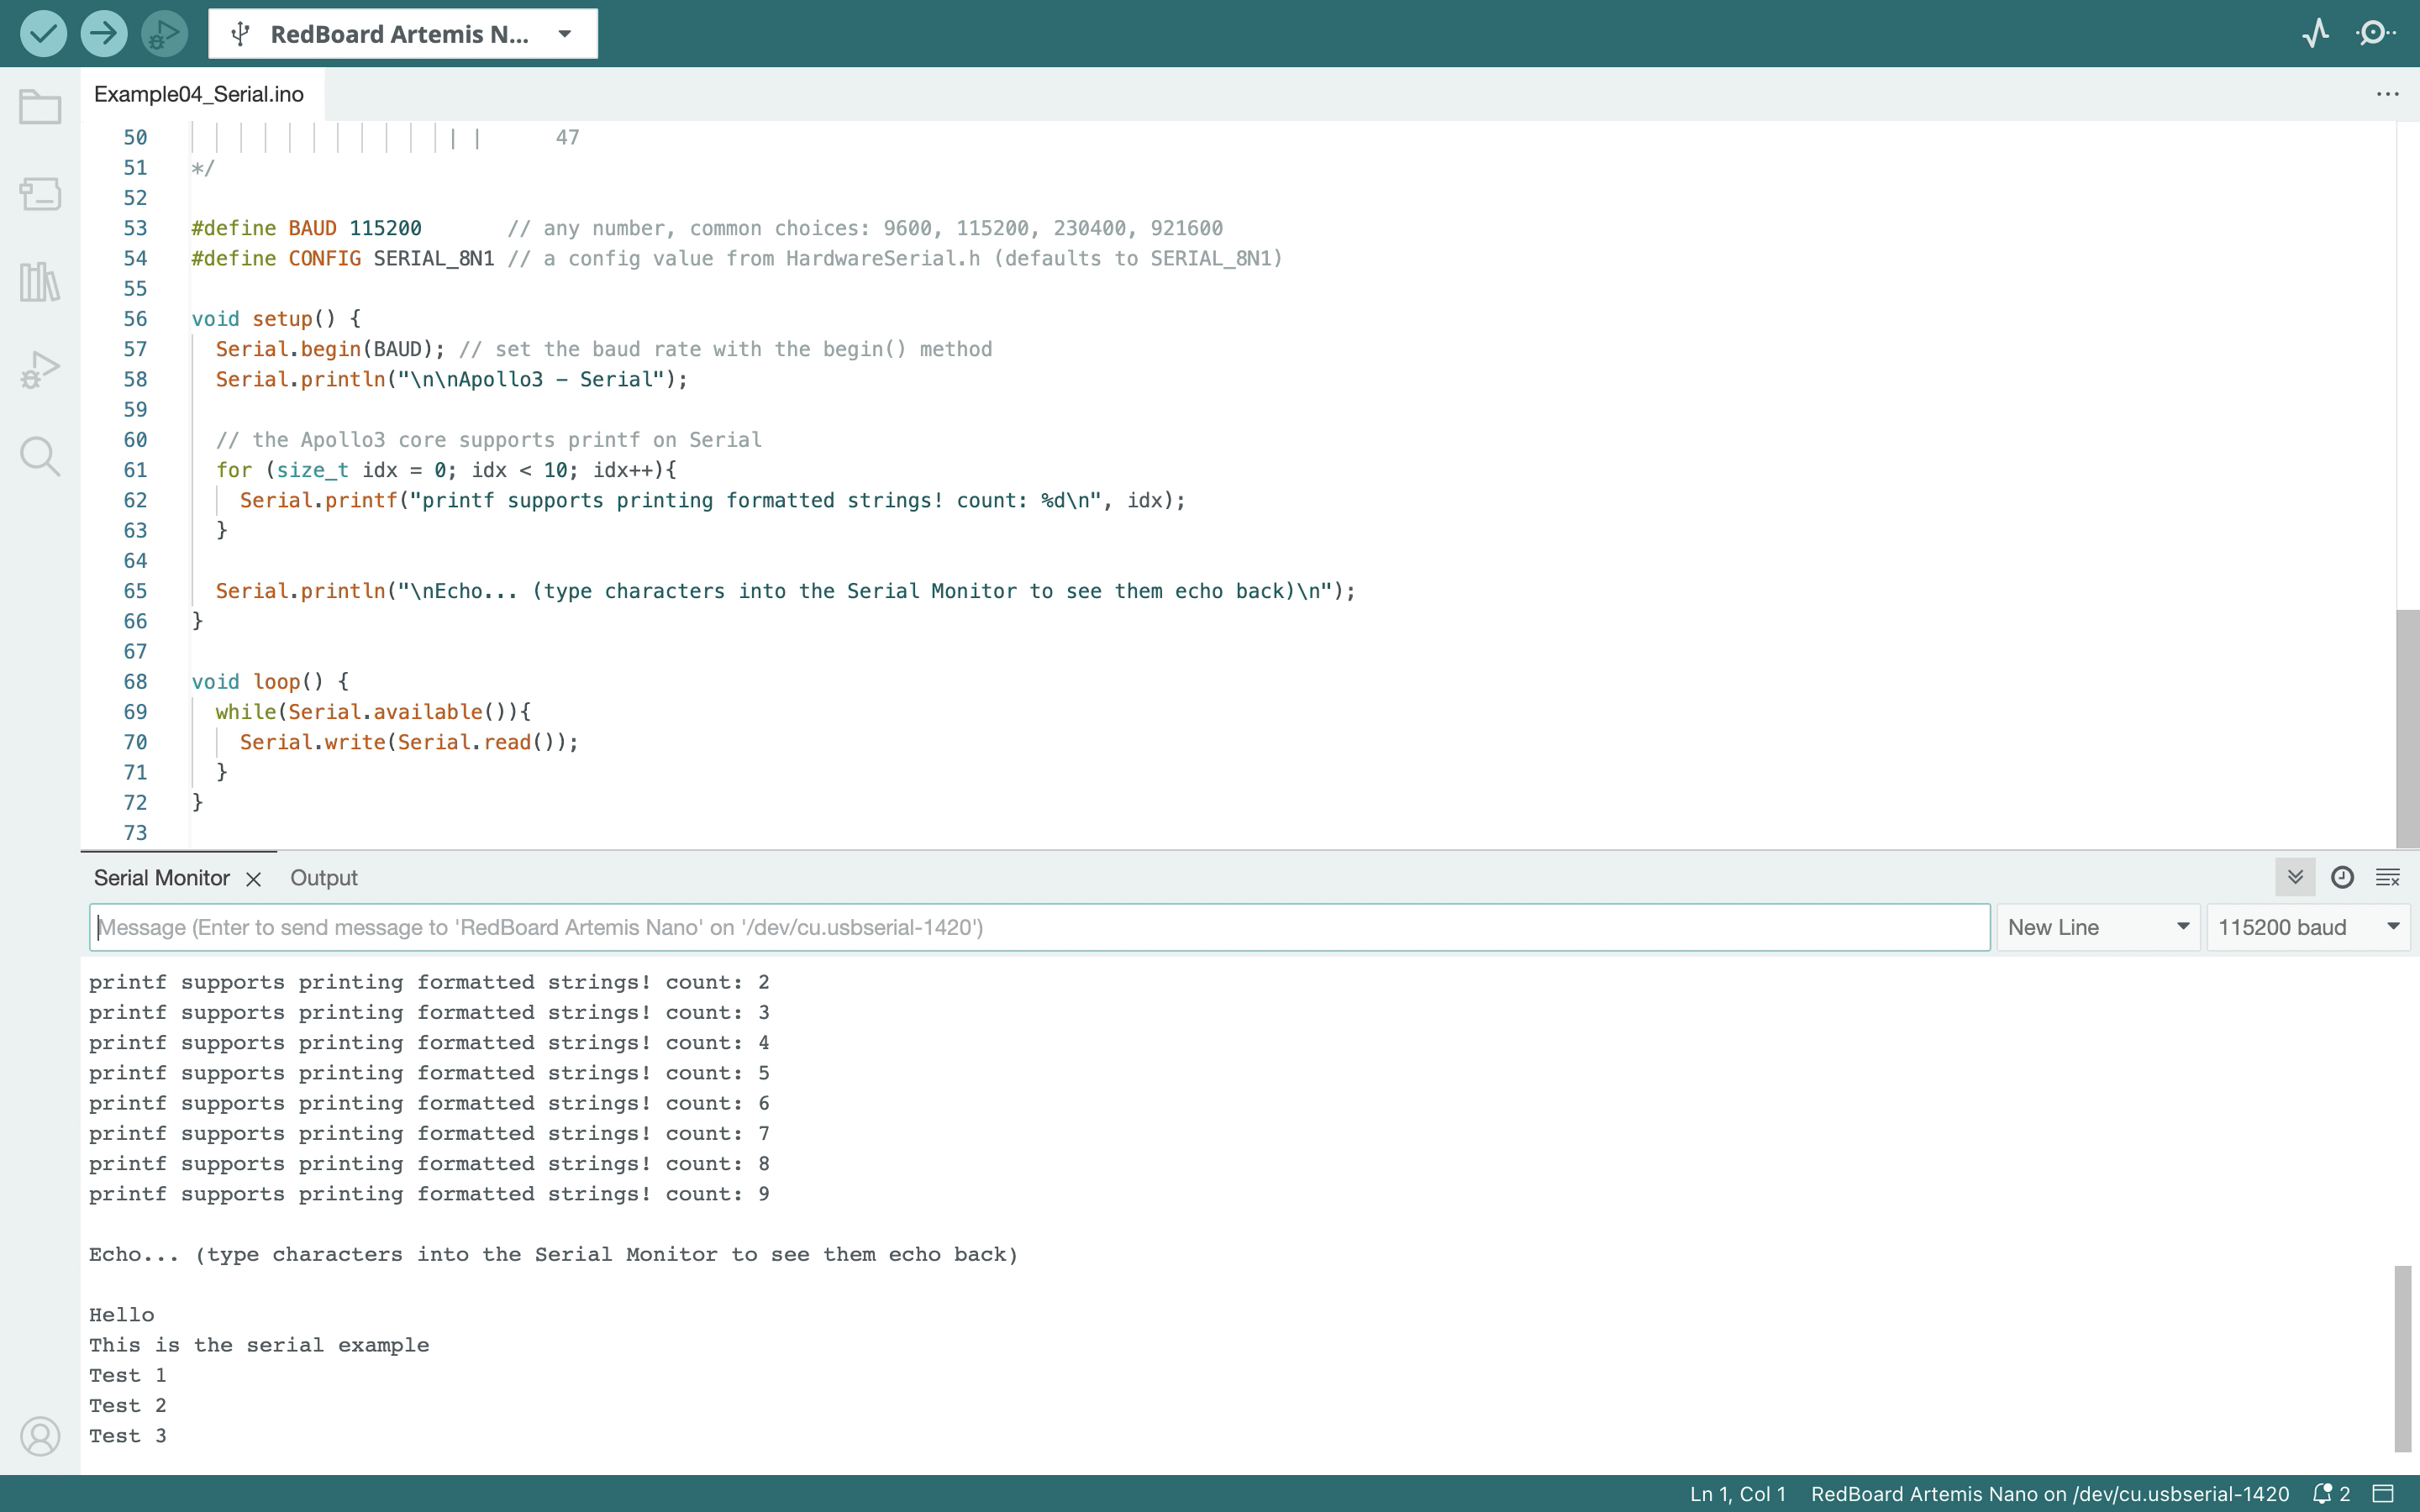 RedBoard Artemis N...
Example04_Serial.ino
50 | | 47
51 */
52
53 #define BAUD 115200 // any number, common choices: 9600, 115200, 230400, 921600
54 #define CONFIG SERIAL_8N1 // a config value from HardwareSerial.h (defaults to SERIAL_8N1)
55
56 void setup() {
57 Serial.begin(BAUD); // set the baud rate with the begin() method
58 Serial.println("\n\nApollo3 - Serial");
59
60 // the Apollo3 core supports printf on Serial
61 for (size_t idx = 0; idx < 10; idx++){
62 Serial.printf("printf supports printing formatted strings! count: %d\n", idx);
63 }
64
65 Serial.println("\nEcho... (type characters into the Serial Monitor to see them echo back)\n");
66 }
67
68 void loop() {
69 while(Serial.available()){
70 Serial.write(Serial.read());
71 }
72 }
73
Serial Monitor Output
Message (Enter to send message to 'RedBoard Artemis Nano' on '/dev/cu.usbserial-1420') New Line 115200 baud
printf supports printing formatted strings! count: 2
printf supports printing formatted strings! count: 3
printf supports printing formatted strings! count: 4
printf supports printing formatted strings! count: 5
printf supports printing formatted strings! count: 6
printf supports printing formatted strings! count: 7
printf supports printing formatted strings! count: 8
printf supports printing formatted strings! count: 9
Echo... (type characters into the Serial Monitor to see them echo back)
Hello
This is the serial example
Test 1
Test 2
Test 3
Ln 1, Col 1 RedBoard Artemis Nano on /dev/cu.usbserial-1420 2